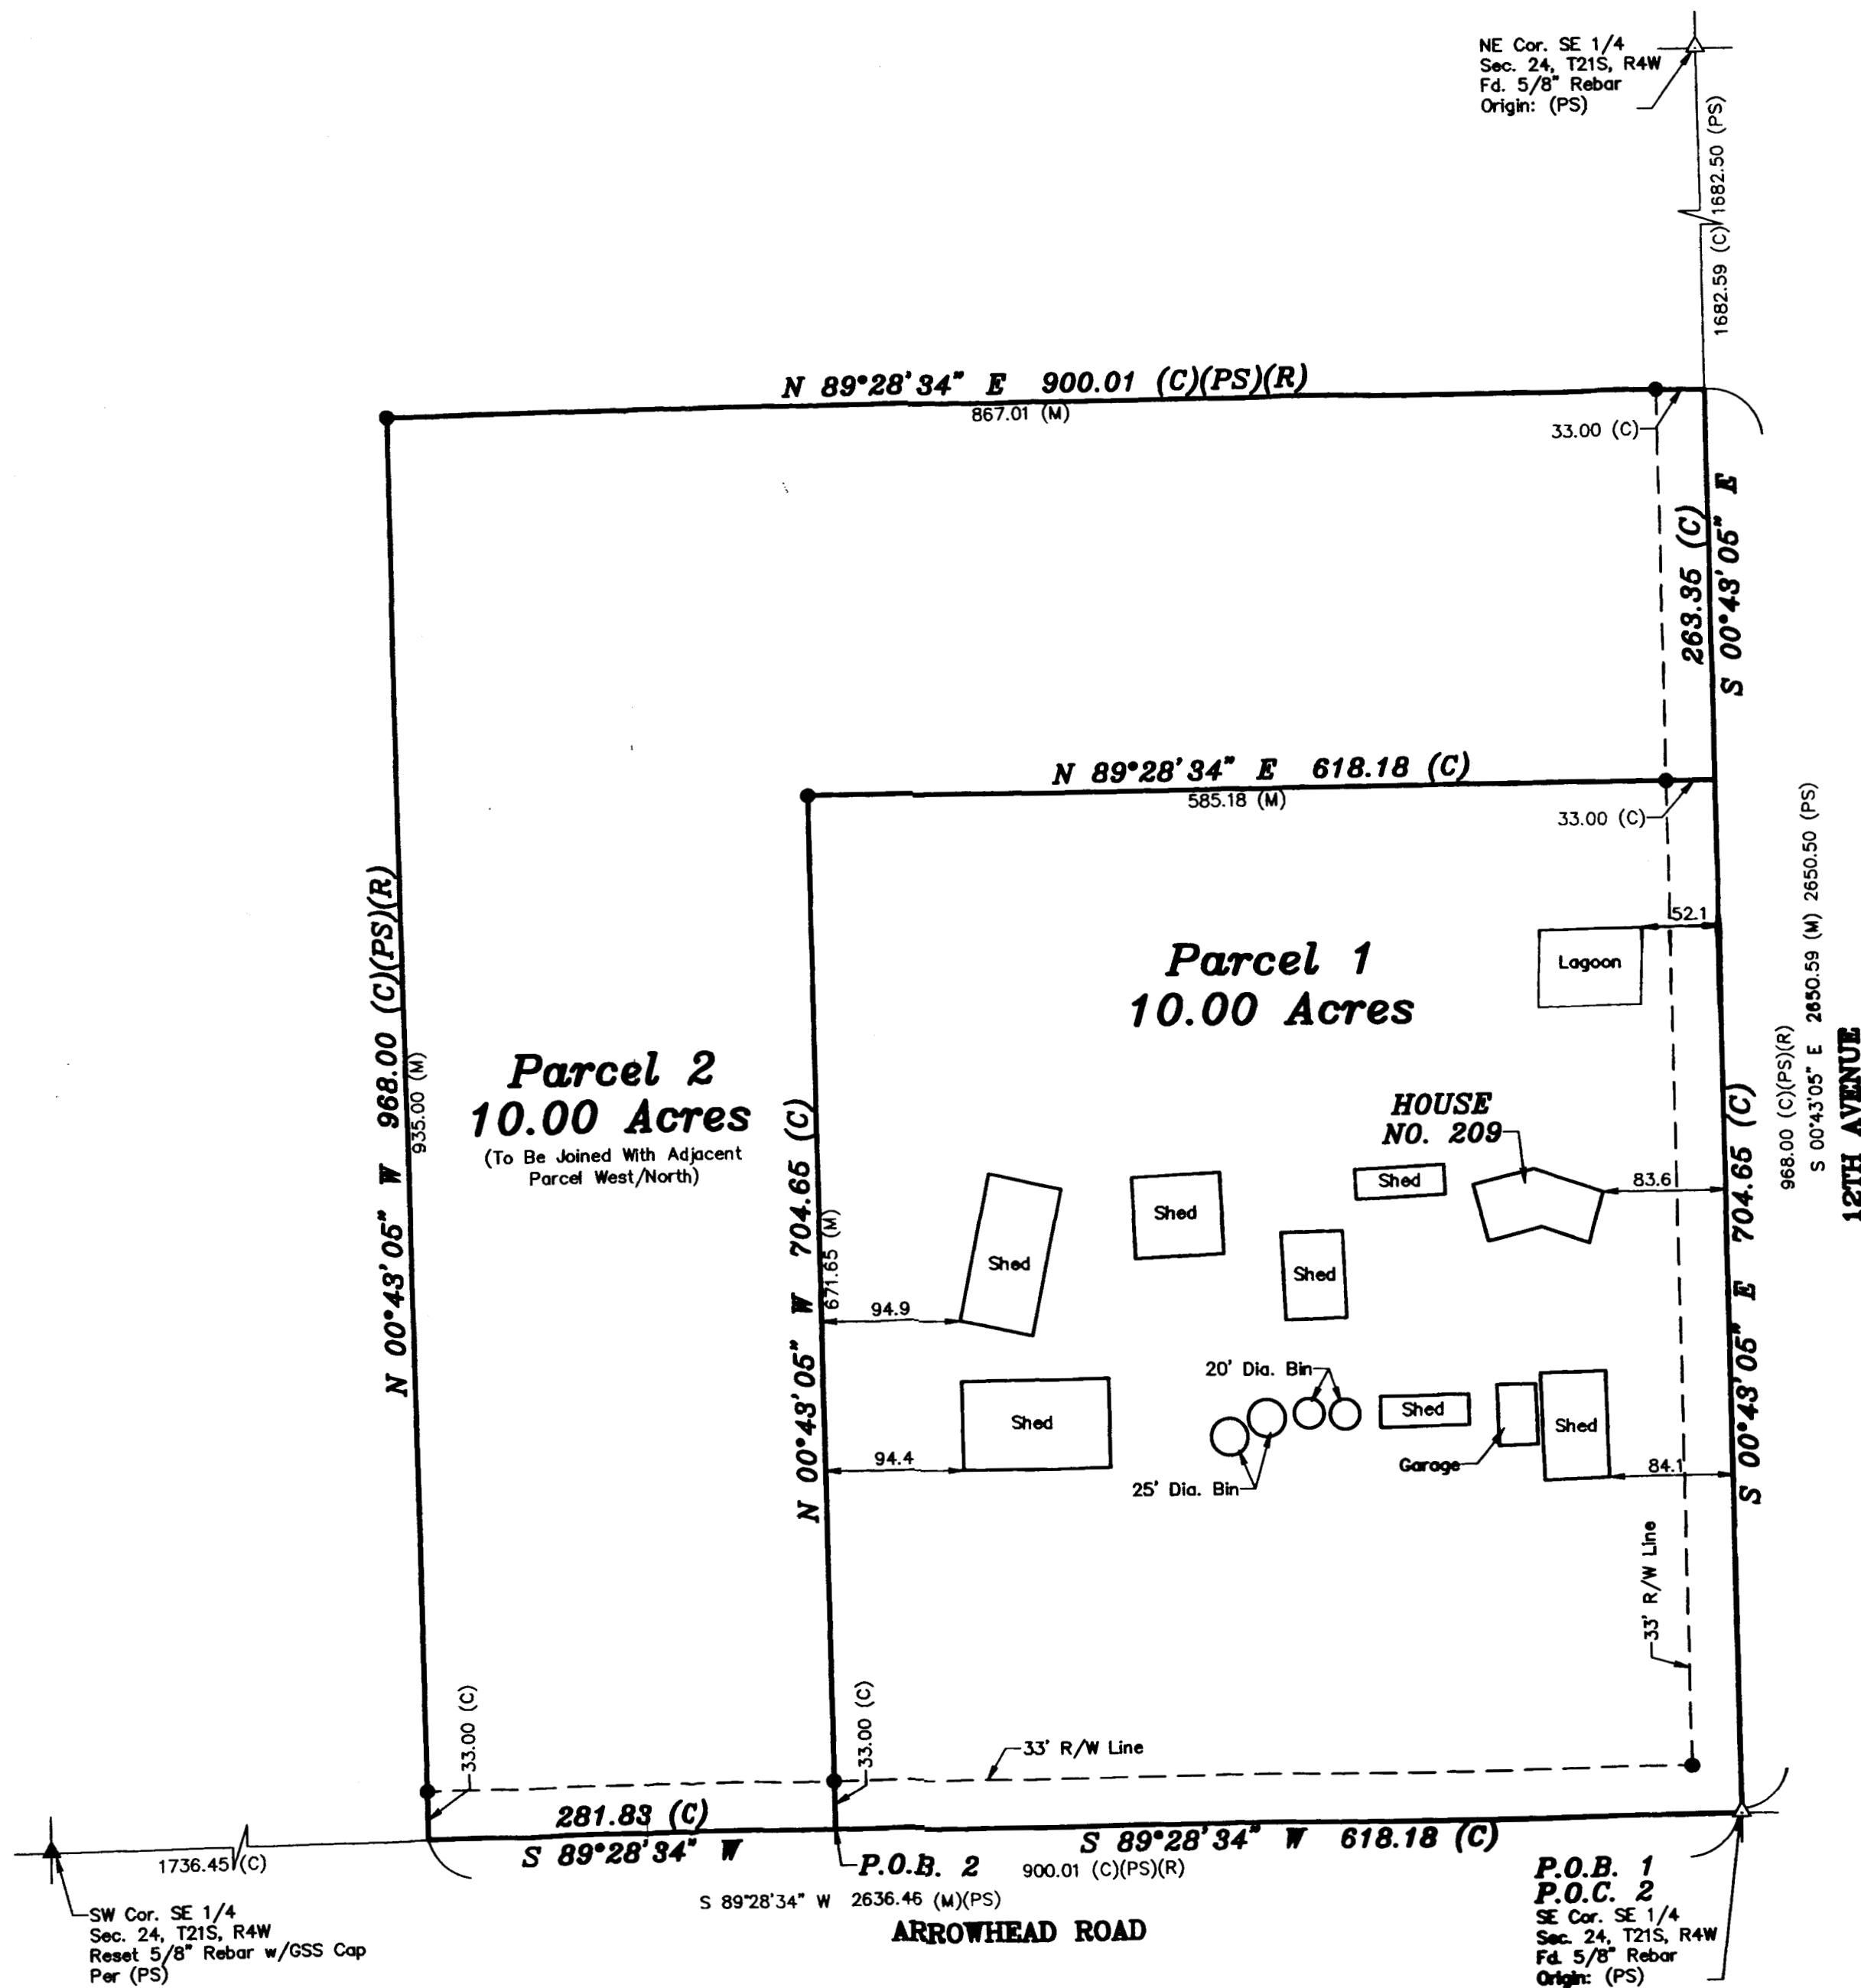 NE Cor. SE 1/4
Sec. 24, T21S, R4W
Fd. 5/8" Rebar
Origin: (PS)
1682.59 (C) 1682.50 (PS)
N 89°28'34" E 900.01 (C)(PS)(R)
867.01 (M)
33.00 (C)
263.35 (C)
S 00°43'05" E
N 89°28'34" E 618.18 (C)
585.18 (M)
33.00 (C)
52.1
Lagoon
Parcel 1
10.00 Acres
N 00°43'05" W 968.00 (C)(PS)(R)
935.00 (M)
Parcel 2
10.00 Acres
(To Be Joined With Adjacent
Parcel West/North)
N 00°43'05" W 704.65 (C)
671.65 (M)
HOUSE
NO. 209
83.6
Shed
Shed
Shed
Shed
94.9
20' Dia. Bin
Shed
Shed
Shed
Garage
84.1
94.4
25' Dia. Bin
S 00°43'05" E 704.65 (C)
968.00 (C)(PS)(R)
S 00°43'05" E 2650.59 (M) 2650.50 (PS)
12TH AVENUE
33' R/W Line
33.00 (C)
33.00 (C)
33' R/W Line
281.83 (C)
S 89°28'34" W
S 89°28'34" W 618.18 (C)
1736.45 (C)
P.O.B. 2
900.01 (C)(PS)(R)
S 89°28'34" W 2636.46 (M)(PS)
ARROWHEAD ROAD
SW Cor. SE 1/4
Sec. 24, T21S, R4W
Reset 5/8" Rebar w/GSS Cap
Per (PS)
P.O.B. 1
P.O.C. 2
SE Cor. SE 1/4
Sec. 24, T21S, R4W
Fd. 5/8" Rebar
Origin: (PS)